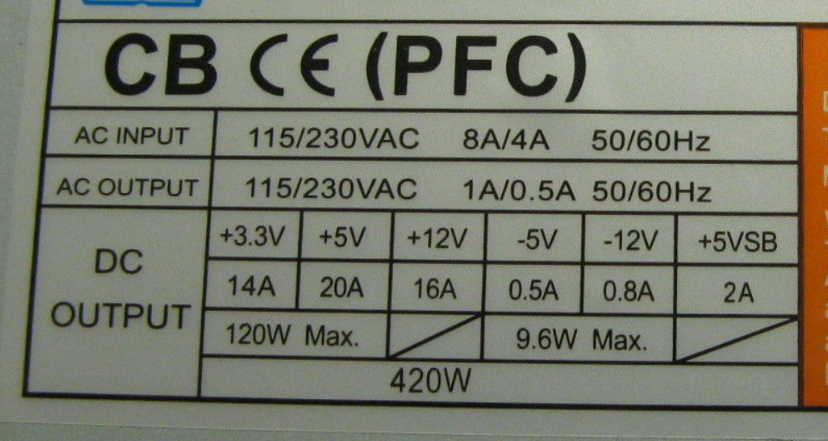 CB CE (PFC)
AC INPUT 115/230VAC 8A/4A 50/60Hz
AC OUTPUT 115/230VAC 1A/0.5A 50/60Hz
DC OUTPUT
+3.3V +5V +12V -5V -12V +5VSB
14A 20A 16A 0.5A 0.8A 2A
120W Max. 9.6W Max.
420W